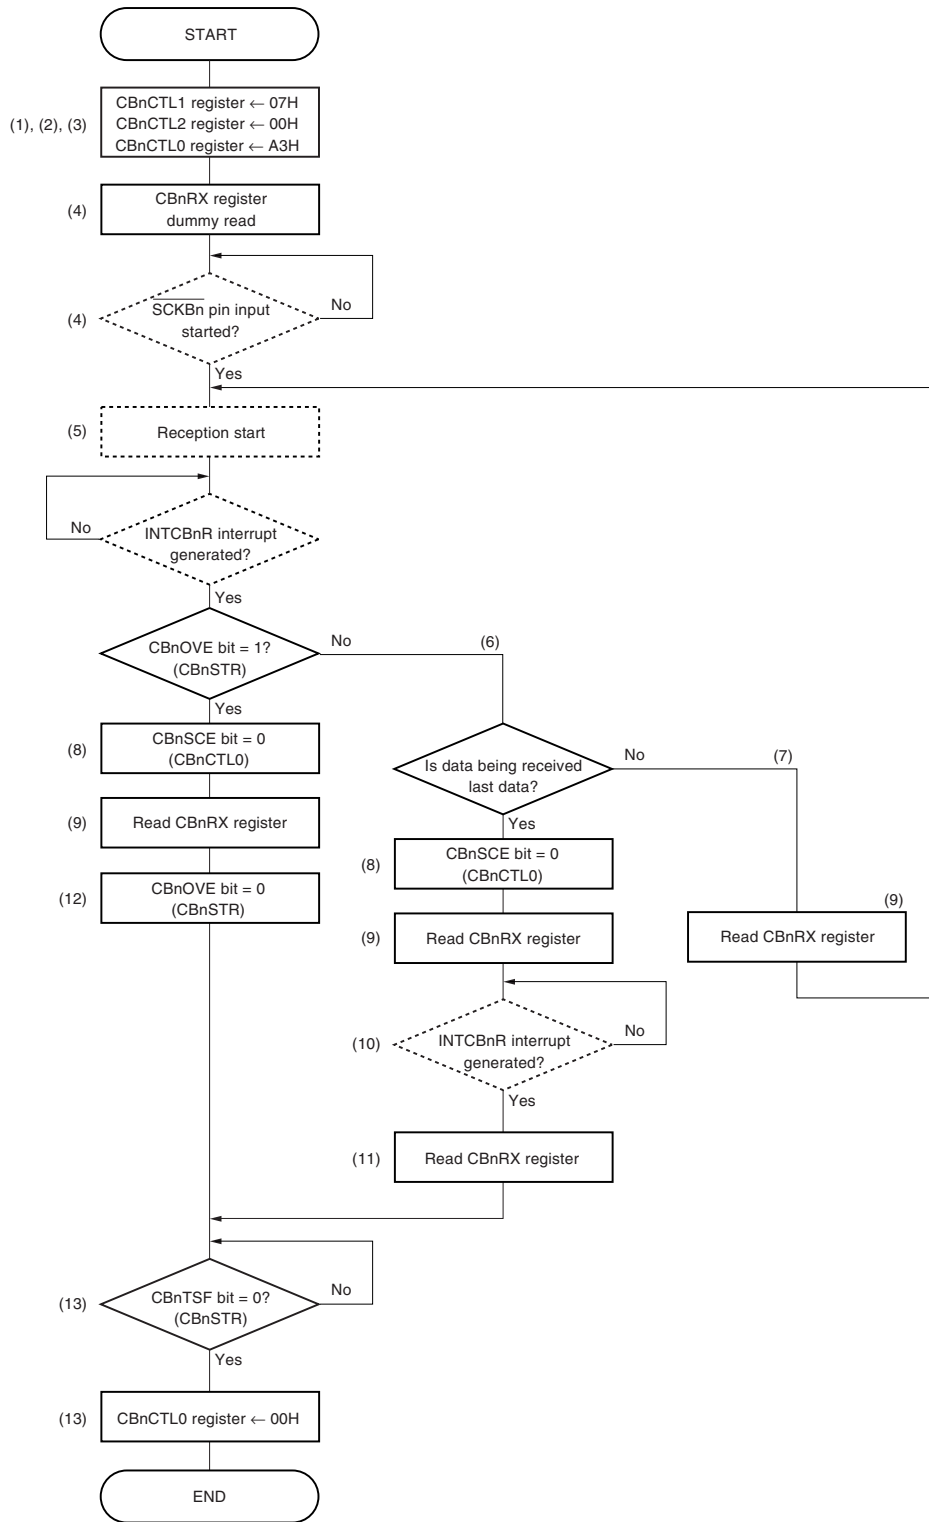 START
(1), (2), (3)
CBnCTL1 register ← 07H
CBnCTL2 register ← 00H
CBnCTL0 register ← A3H
(4)
CBnRX register
dummy read
(4)
SCKBn pin input
started?
No
Yes
(5)
Reception start
No
INTCBnR interrupt
generated?
Yes
CBnOVE bit = 1?
(CBnSTR)
No
(6)
Yes
(8)
CBnSCE bit = 0
(CBnCTL0)
Is data being received
last data?
No
(7)
Yes
(9)
Read CBnRX register
(8)
CBnSCE bit = 0
(CBnCTL0)
(12)
CBnOVE bit = 0
(CBnSTR)
(9)
Read CBnRX register
(9)
Read CBnRX register
(10)
INTCBnR interrupt
generated?
No
Yes
(11)
Read CBnRX register
(13)
CBnTSF bit = 0?
(CBnSTR)
No
Yes
(13)
CBnCTL0 register ← 00H
END